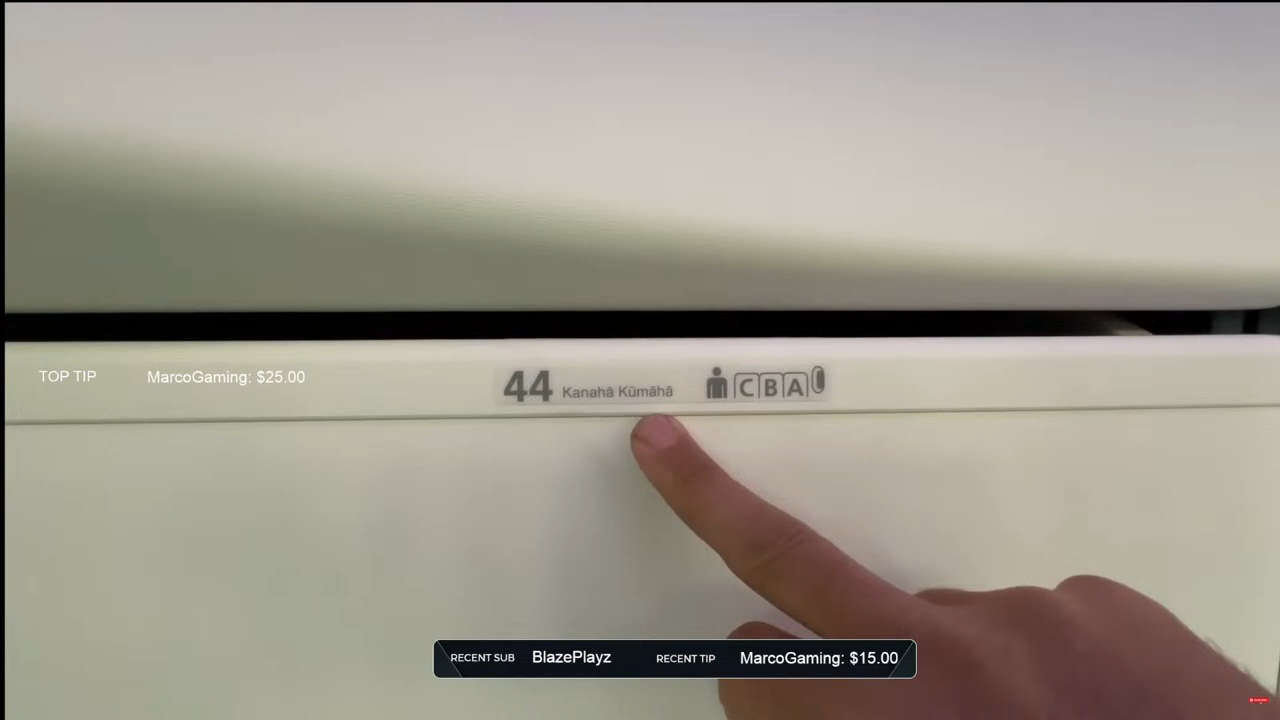 TOP TIP MarcoGaming: $25.00
44 Kanahā Kūmāhā CBA
RECENT SUB BlazePlayz RECENT TIP MarcoGaming: $15.00